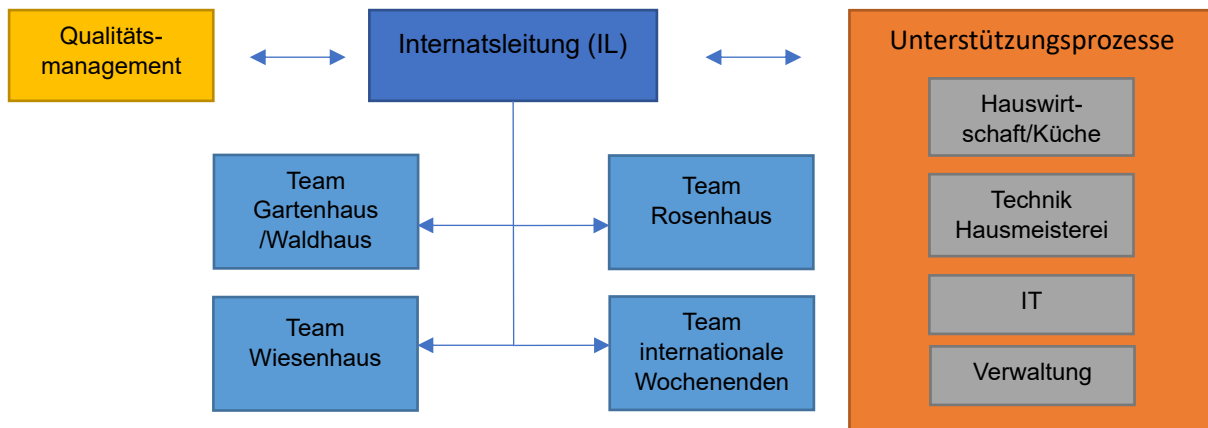 Qualitäts-
management
Internatsleitung (IL)
Unterstützungsprozesse
Hauswirt-
schaft/Küche
Team
Gartenhaus
/Waldhaus
Team
Rosenhaus
Technik
Hausmeisterei
IT
Team
Wiesenhaus
Team
internationale
Wochenenden
Verwaltung